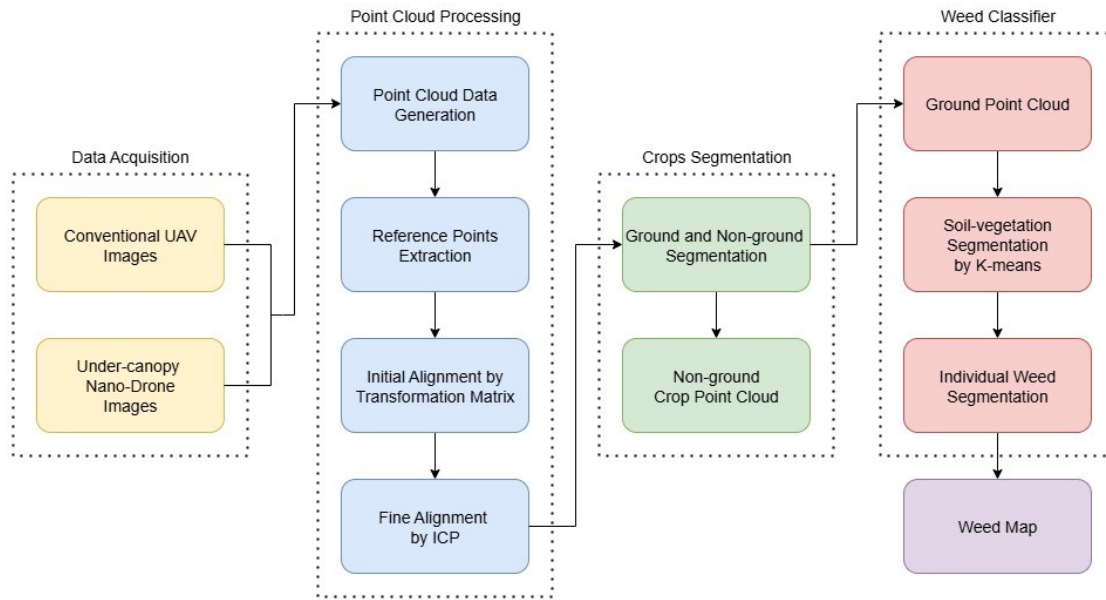 Data Acquisition
Conventional UAV
Images
Under-canopy
Nano-Drone
Images
Point Cloud Processing
Point Cloud Data
Generation
Reference Points
Extraction
Initial Alignment by
Transformation Matrix
Fine Alignment
by ICP
Crops Segmentation
Ground and Non-ground
Segmentation
Non-ground
Crop Point Cloud
Weed Classifier
Ground Point Cloud
Soil-vegetation
Segmentation
by K-means
Individual Weed
Segmentation
Weed Map